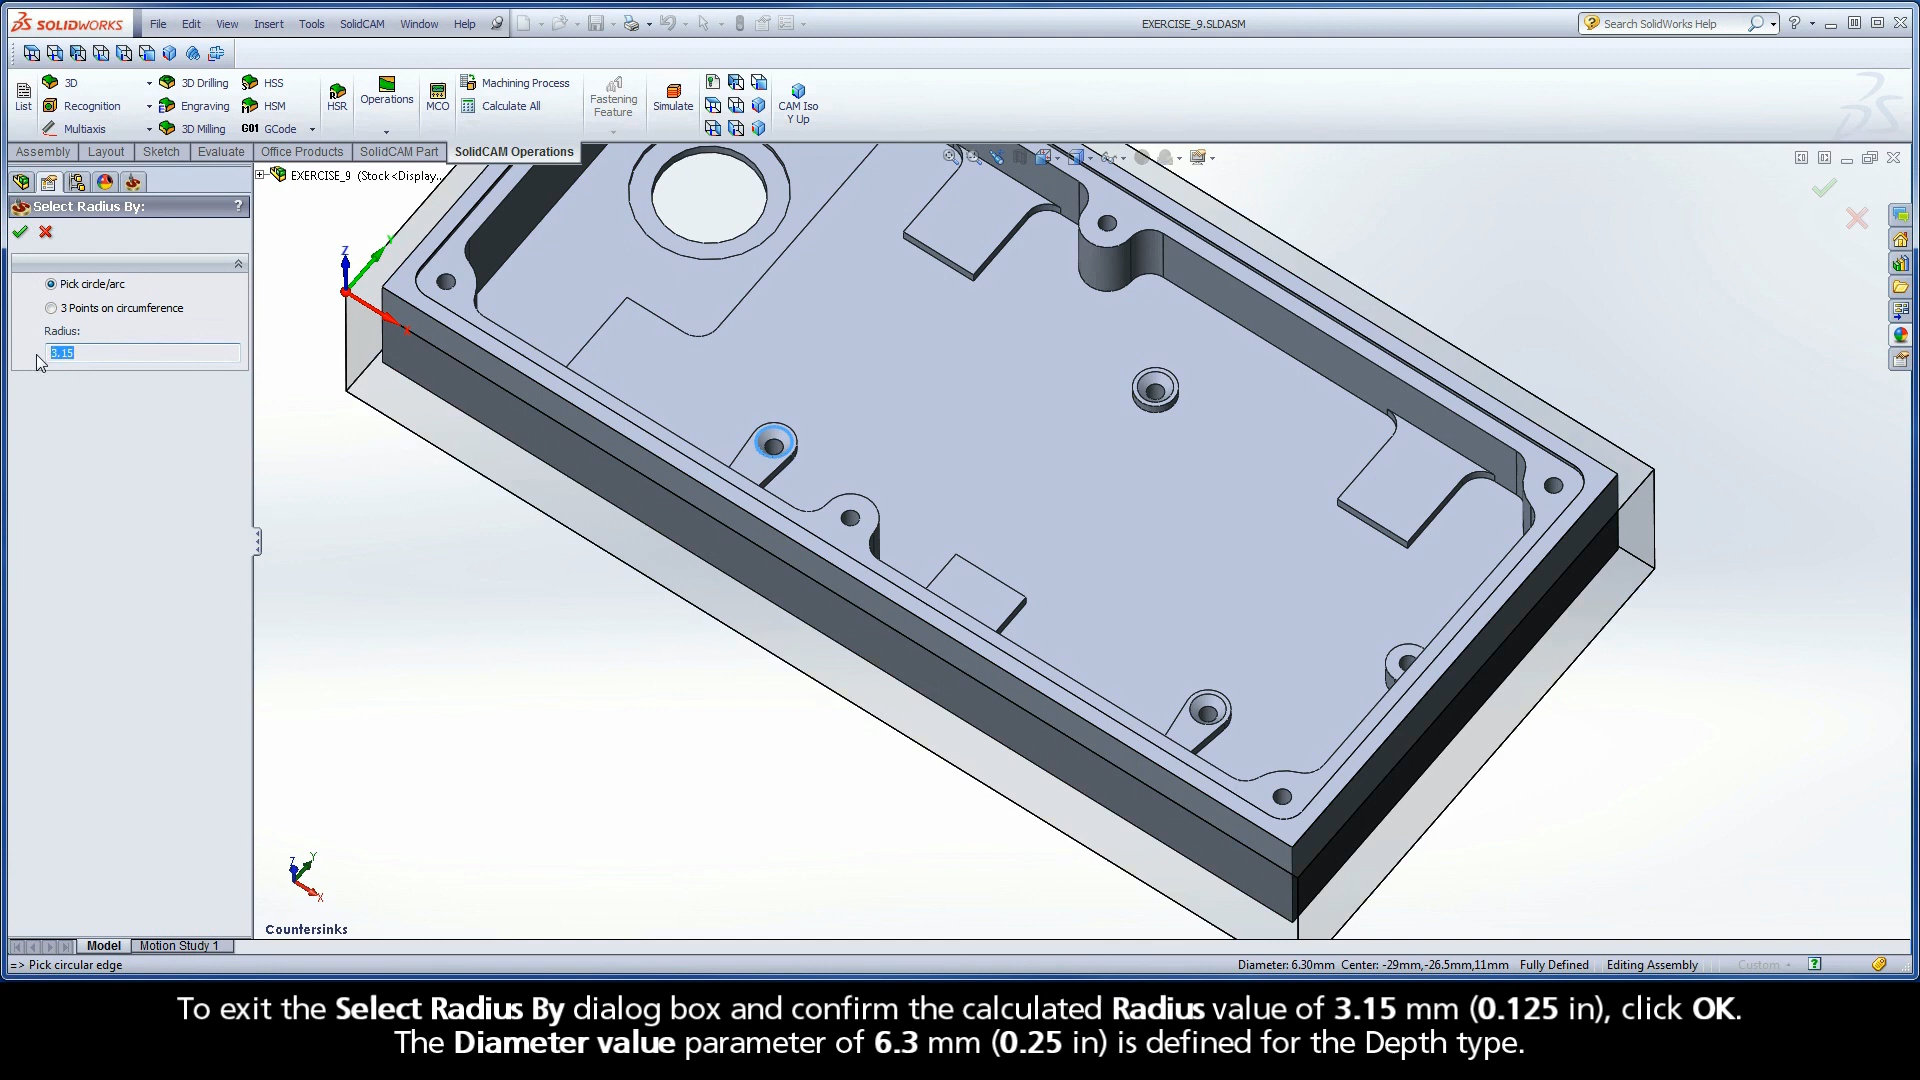 SOLIDWORKS File Edit View Insert Tools SolidCAM Window Help EXERCISE_9.SLDASM Search SolidWorks Help
3D 3D Drilling HSS Machining Process
List Recognition Engraving HSM HSR Operations MCO Calculate All Fastening Feature Simulate CAM Iso Y Up
Multiaxis 3D Milling G01 GCode
Assembly Layout Sketch Evaluate Office Products SolidCAM Part SolidCAM Operations
EXERCISE_9 (Stock<Display...
Select Radius By: ?
Pick circle/arc
3 Points on circumference
Radius:
3.15
Z
Z Y
X
Countersinks
Model Motion Study 1
=> Pick circular edge Diameter: 6.30mm Center: -29mm,-26.5mm,11mm Fully Defined Editing Assembly Custom
To exit the Select Radius By dialog box and confirm the calculated Radius value of 3.15 mm (0.125 in), click OK.
The Diameter value parameter of 6.3 mm (0.25 in) is defined for the Depth type.